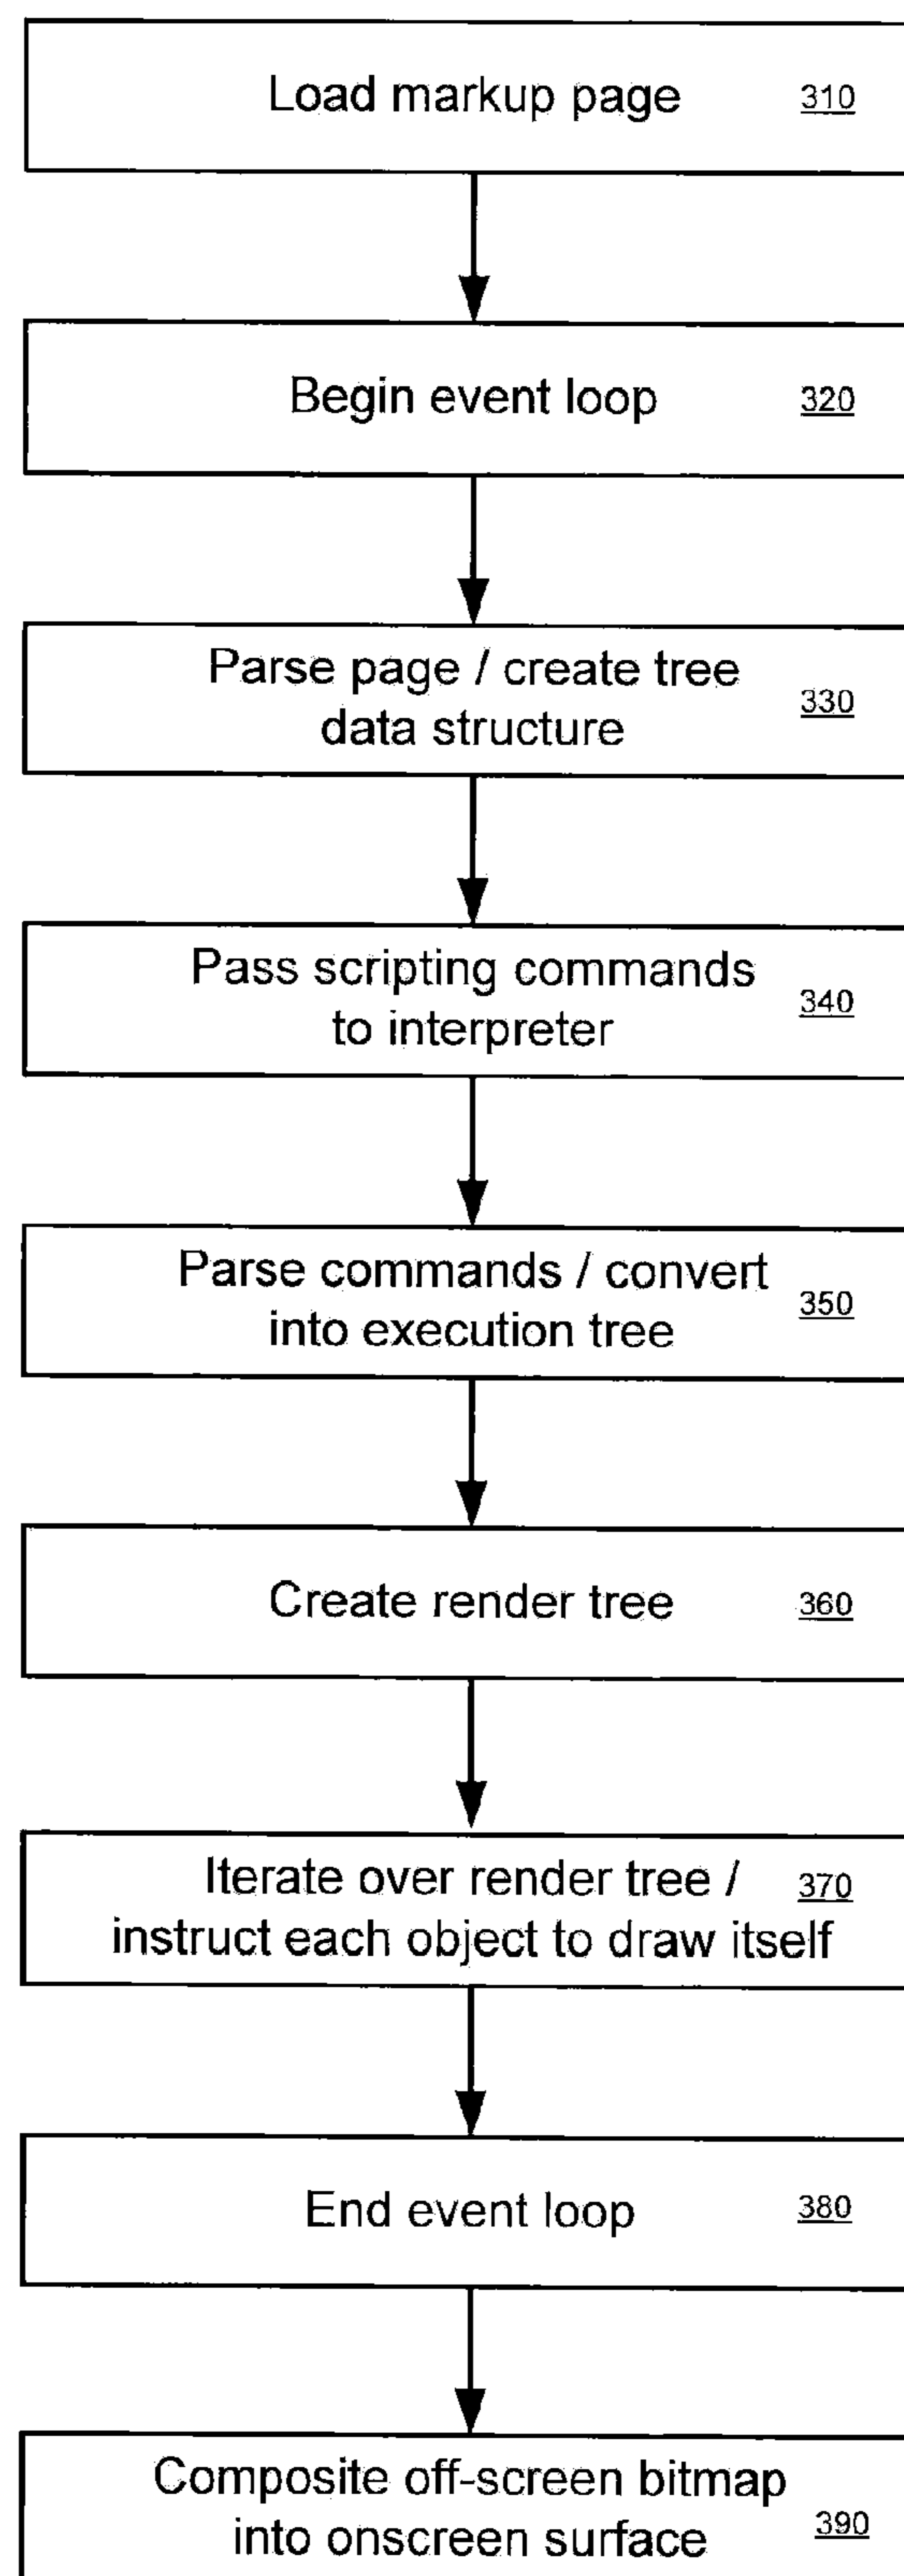 Load markup page 310
Begin event loop 320
Parse page / create tree
data structure 330
Pass scripting commands
to interpreter 340
Parse commands / convert
into execution tree 350
Create render tree 360
Iterate over render tree / 370
instruct each object to draw itself
End event loop 380
Composite off-screen bitmap
into onscreen surface 390